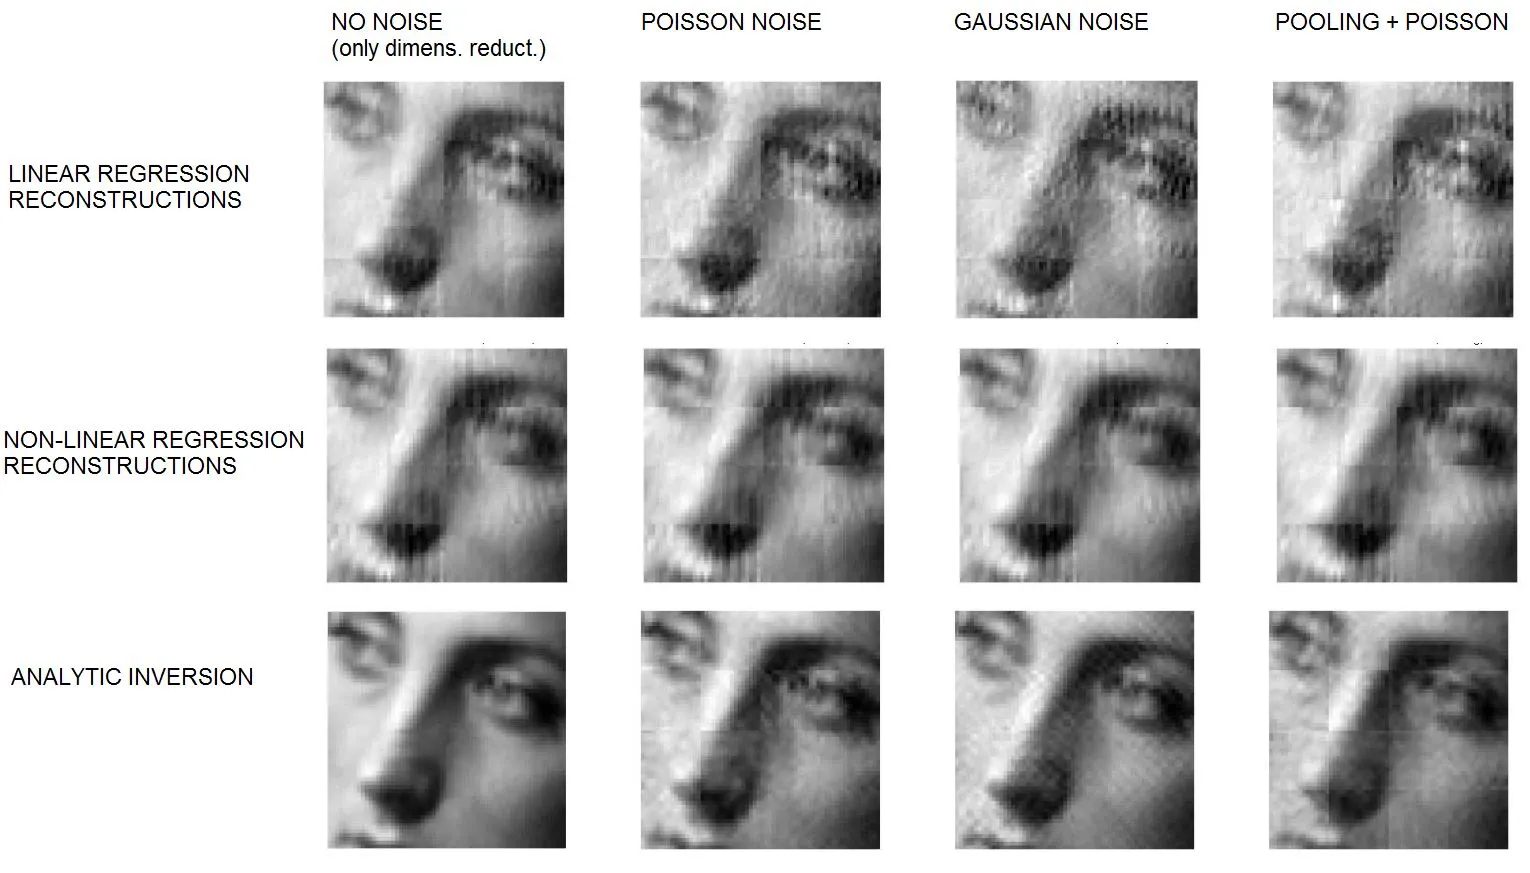 NO NOISE
(only dimens. reduct.)
POISSON NOISE
GAUSSIAN NOISE
POOLING + POISSON
LINEAR REGRESSION
RECONSTRUCTIONS
NON-LINEAR REGRESSION
RECONSTRUCTIONS
ANALYTIC INVERSION